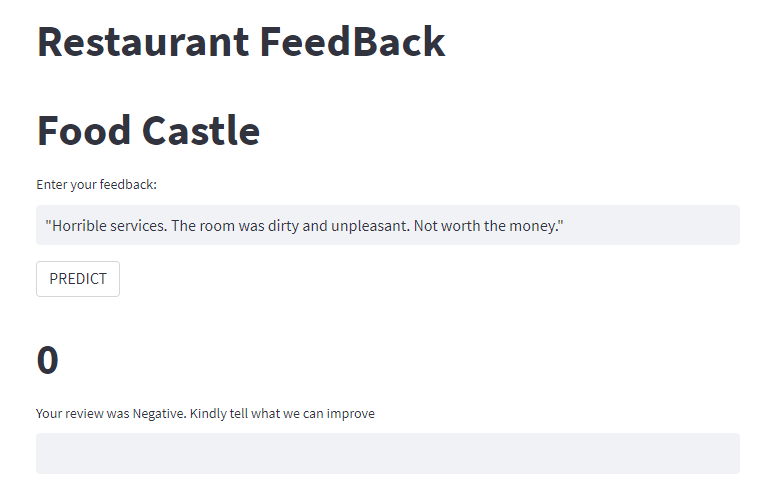 Restaurant FeedBack
Food Castle
Enter your feedback:
"Horrible services. The room was dirty and unpleasant. Not worth the money."
PREDICT
0
Your review was Negative. Kindly tell what we can improve